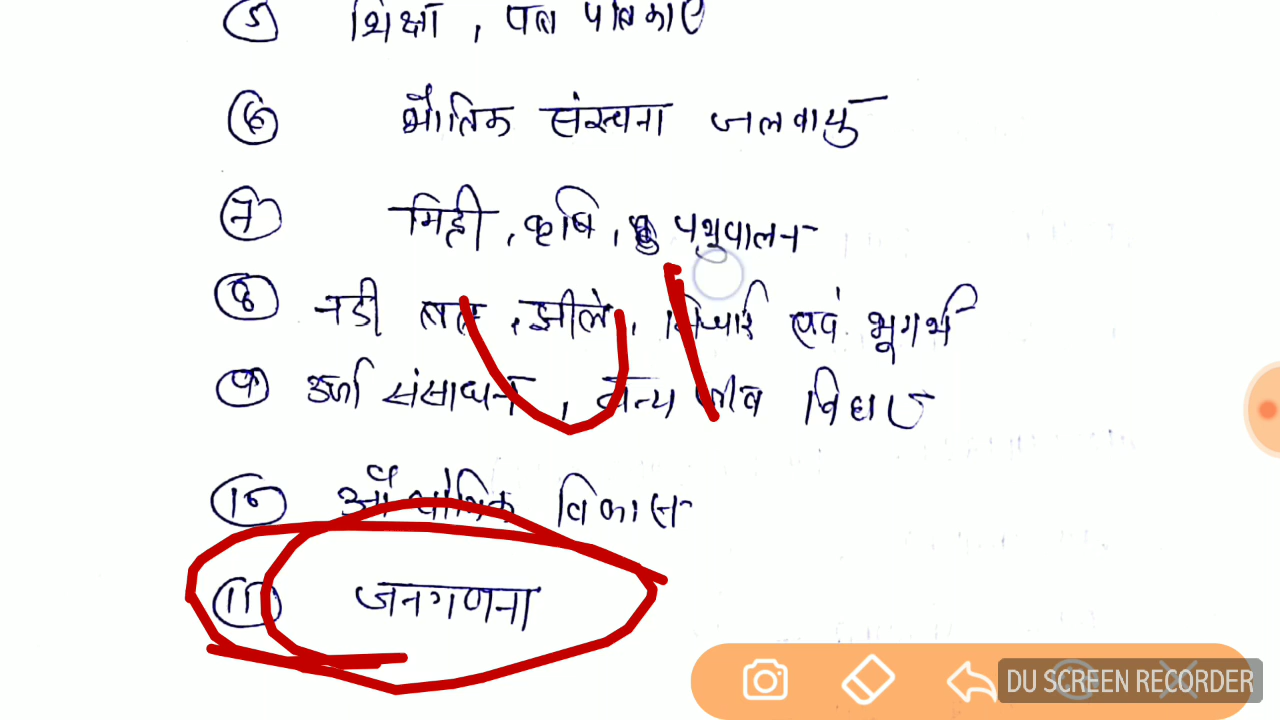 5 शिक्षा, पत्र पत्रिकाएं
6 भौतिक संरचना जलवायु
7 मिट्टी, कृषि, पशुपालन
8 नदी तंत्र, झीले, सिंचाई एवं भूगर्भ
9 उर्जा संसाधन, वन्य जीव
10 औद्योगिक विकास
11 जनगणना
DU SCREEN RECORDER